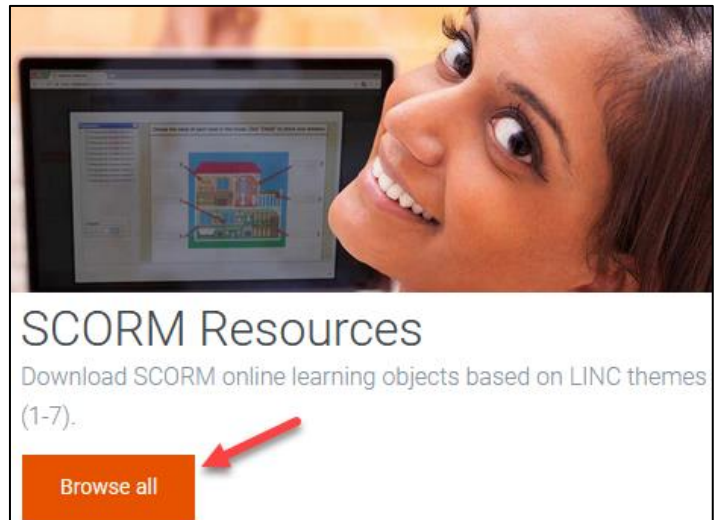 SCORM Resources
Download SCORM online learning objects based on LINC themes
(1-7).
Browse all